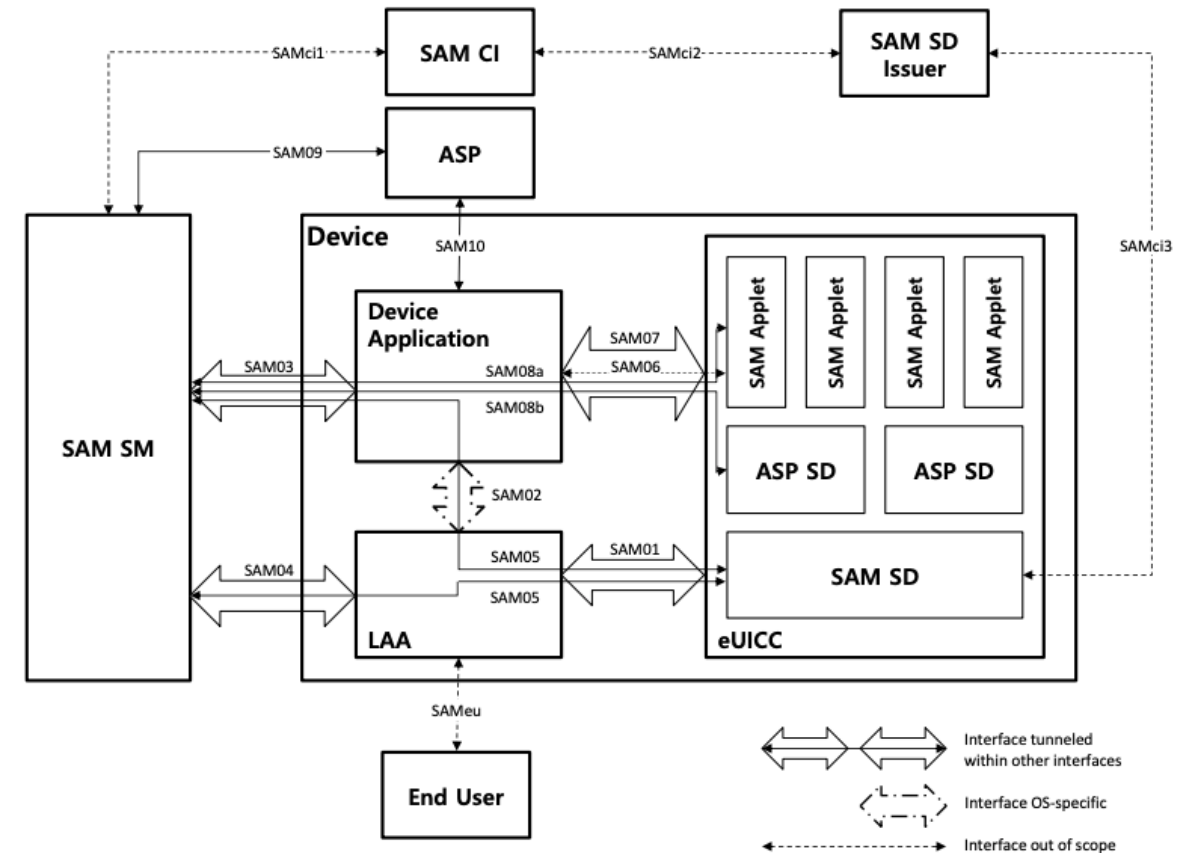 SAMci1
SAM CI
SAMci2
SAM SD
Issuer
SAM09
ASP
Device
SAM10
SAMci3
Device
Application
SAM Applet
SAM Applet
SAM Applet
SAM Applet
SAM07
SAM03
SAM08a
SAM06
SAM08b
SAM SM
ASP SD
ASP SD
SAM02
SAM05
SAM01
SAM04
SAM SD
SAM05
LAA
eUICC
SAMeu
Interface tunneled
within other interfaces
End User
Interface OS-specific
Interface out of scope